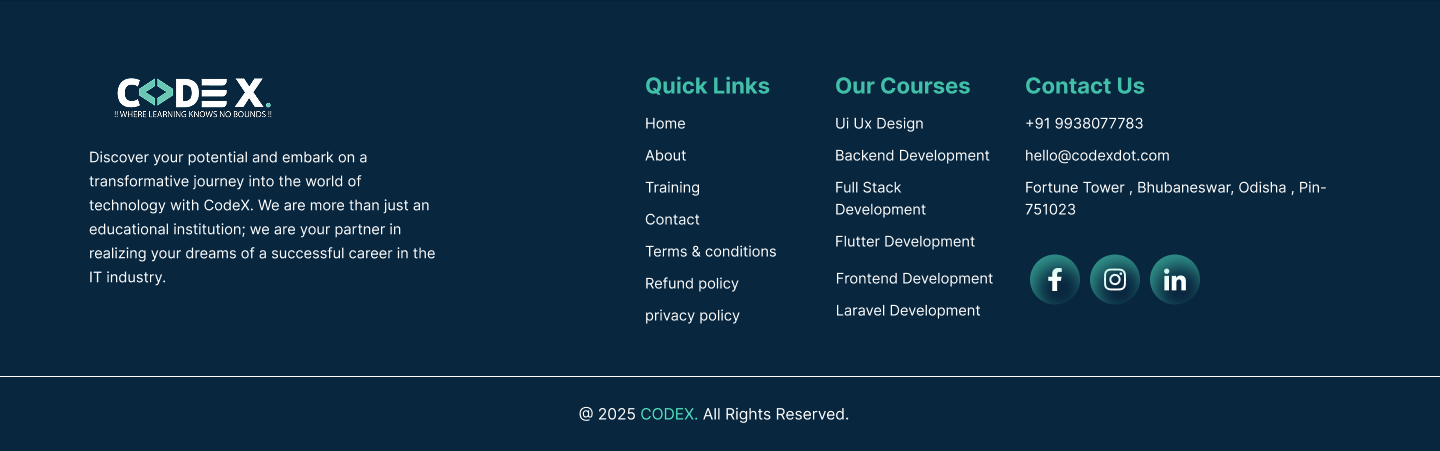 CODEX.
!! WHERE LEARNING KNOWS NO BOUNDS !!
Discover your potential and embark on a
transformative journey into the world of
technology with CodeX. We are more than just an
educational institution; we are your partner in
realizing your dreams of a successful career in the
IT industry.
Quick Links
Home
About
Training
Contact
Terms & conditions
Refund policy
privacy policy
Our Courses
Ui Ux Design
Backend Development
Full Stack
Development
Flutter Development
Frontend Development
Laravel Development
Contact Us
+91 9938077783
hello@codexdot.com
Fortune Tower , Bhubaneswar, Odisha , Pin-
751023
@ 2025 CODEX. All Rights Reserved.